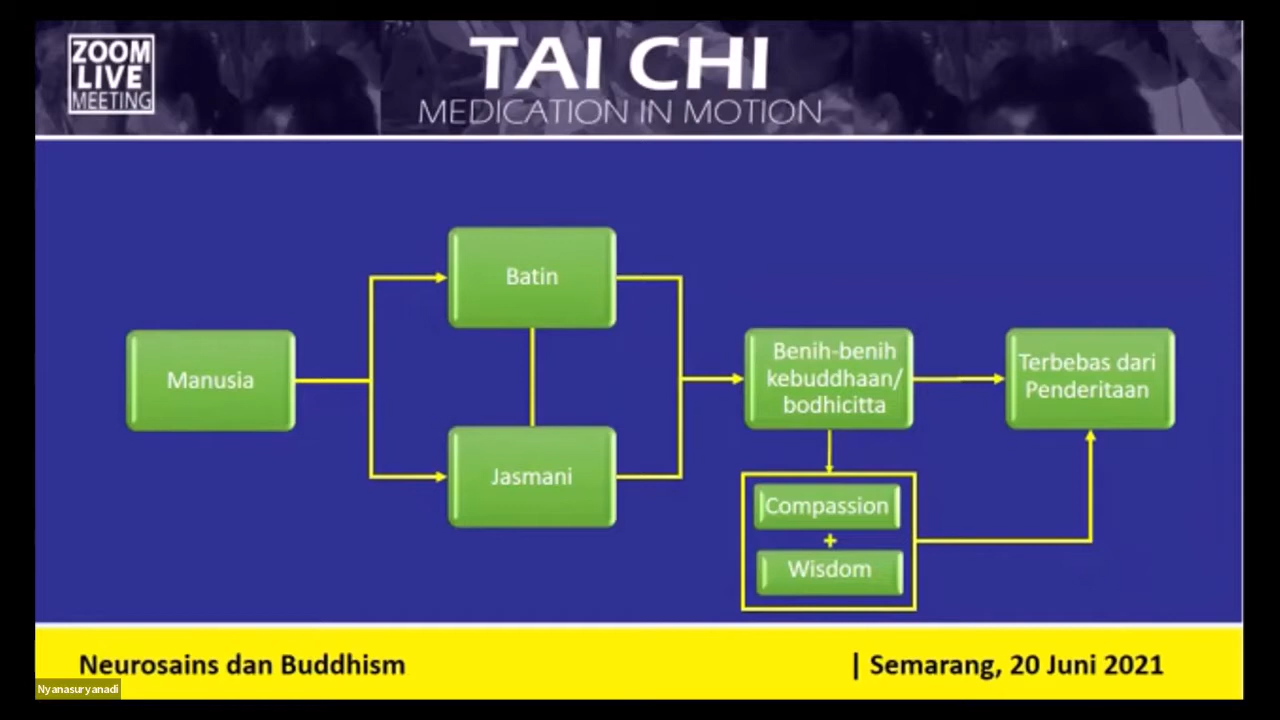 ZOOM
LIVE
MEETING
TAI CHI
MEDICATION IN MOTION
Manusia
Batin
Jasmani
Benih-benih
kebuddhaan/
bodhicitta
Terbebas dari
Penderitaan
Compassion
+
Wisdom
Neurosains dan Buddhism
| Semarang, 20 Juni 2021
Nyanasuryanadi